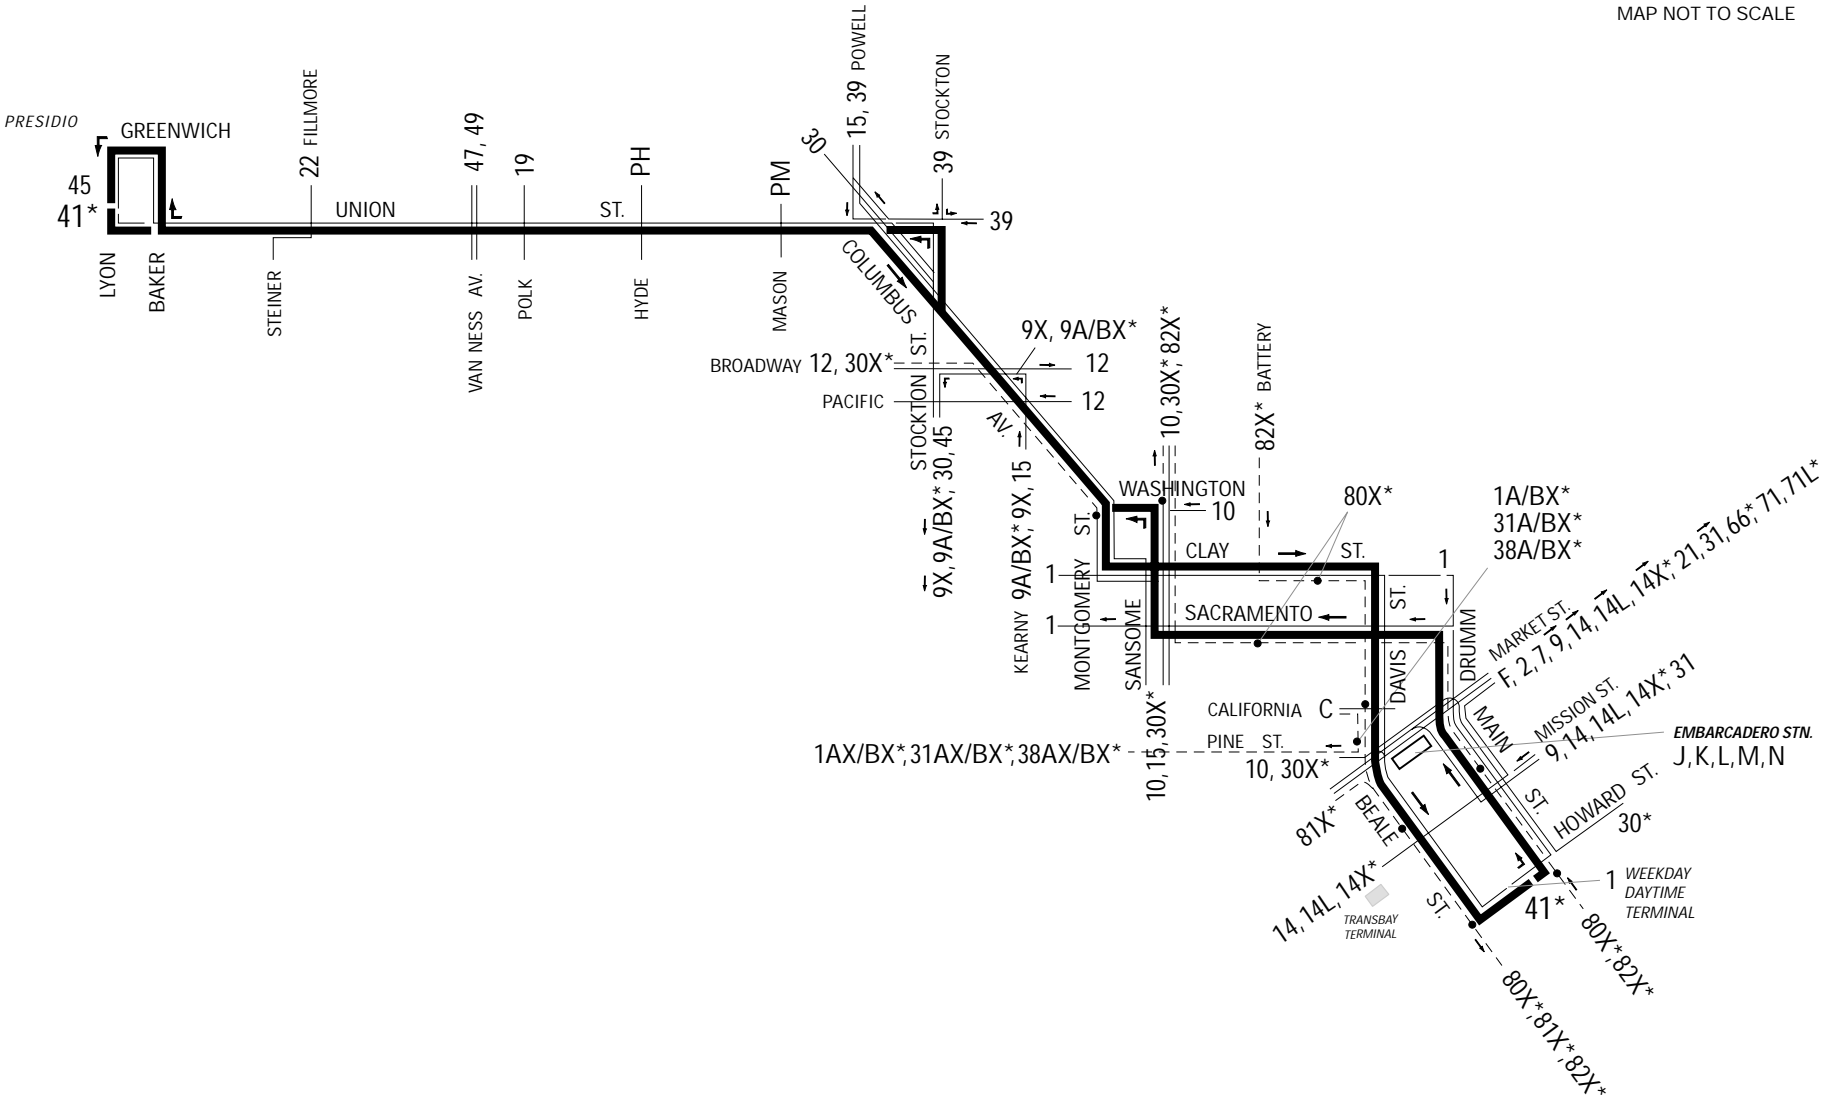 MAP NOT TO SCALE
PRESIDIO
GREENWICH
45
41*
LYON
BAKER
22 FILLMORE
STEINER
UNION ST.
47, 49
VAN NESS AV.
19
POLK
PH
HYDE
PM
MASON
30
15, 39 POWELL
39 STOCKTON
39
COLUMBUS AV.
STOCKTON ST.
BROADWAY 12, 30X*
12
PACIFIC
12
9X, 9A/BX*
9X, 9A/BX*, 30, 45
KEARNY 9A/BX*, 9X, 15
10, 30X*, 82X*
82X* BATTERY
WASHINGTON
10
80X*
1A/BX*
31A/BX*
38A/BX*
CLAY ST.
1
1
SACRAMENTO ST.
1
MONTGOMERY ST.
SANSOME
10, 15, 30X*
DAVIS
DRUMM
CALIFORNIA C
PINE ST.
1AX/BX*, 31AX/BX*, 38AX/BX*
10, 30X*
MARKET ST.
F, 2, 7, 9, 14, 14L, 14X*, 21, 31, 66*, 71, 71L*
MISSION ST.
9, 14, 14L, 14X*, 31
MAIN ST.
EMBARCADERO STN.
J, K, L, M, N
HOWARD ST.
30*
81X*
BEALE ST.
14, 14L, 14X*
TRANSBAY
TERMINAL
41*
1 WEEKDAY
DAYTIME
TERMINAL
80X*, 82X*
80X*, 81X*, 82X*